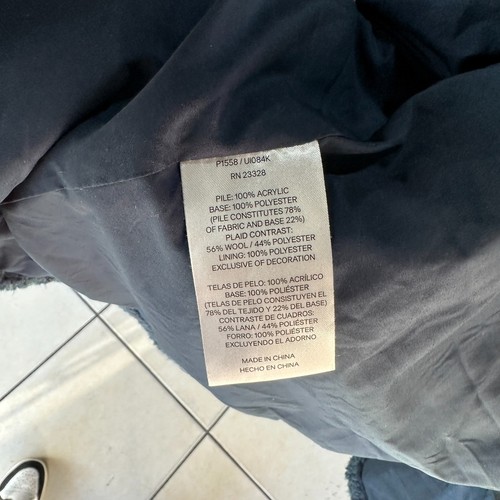 P1558 / UI084K
RN 23328
PILE: 100% ACRYLIC
BASE: 100% POLYESTER
(PILE CONSTITUTES 78%
OF FABRIC AND BASE 22%)
PLAID CONTRAST:
56% WOOL / 44% POLYESTER
LINING: 100% POLYESTER
EXCLUSIVE OF DECORATION
TELAS DE PELO: 100% ACRÍLICO
BASE: 100% POLIÉSTER
(TELAS DE PELO CONSISTUYEN EL
78% DEL TEJIDO Y 22% DEL BASE)
CONTRASTE DE CUADROS:
56% LANA / 44% POLIÉSTER
FORRO: 100% POLIÉSTER
EXCLUYENDO EL ADORNO
MADE IN CHINA
HECHO EN CHINA